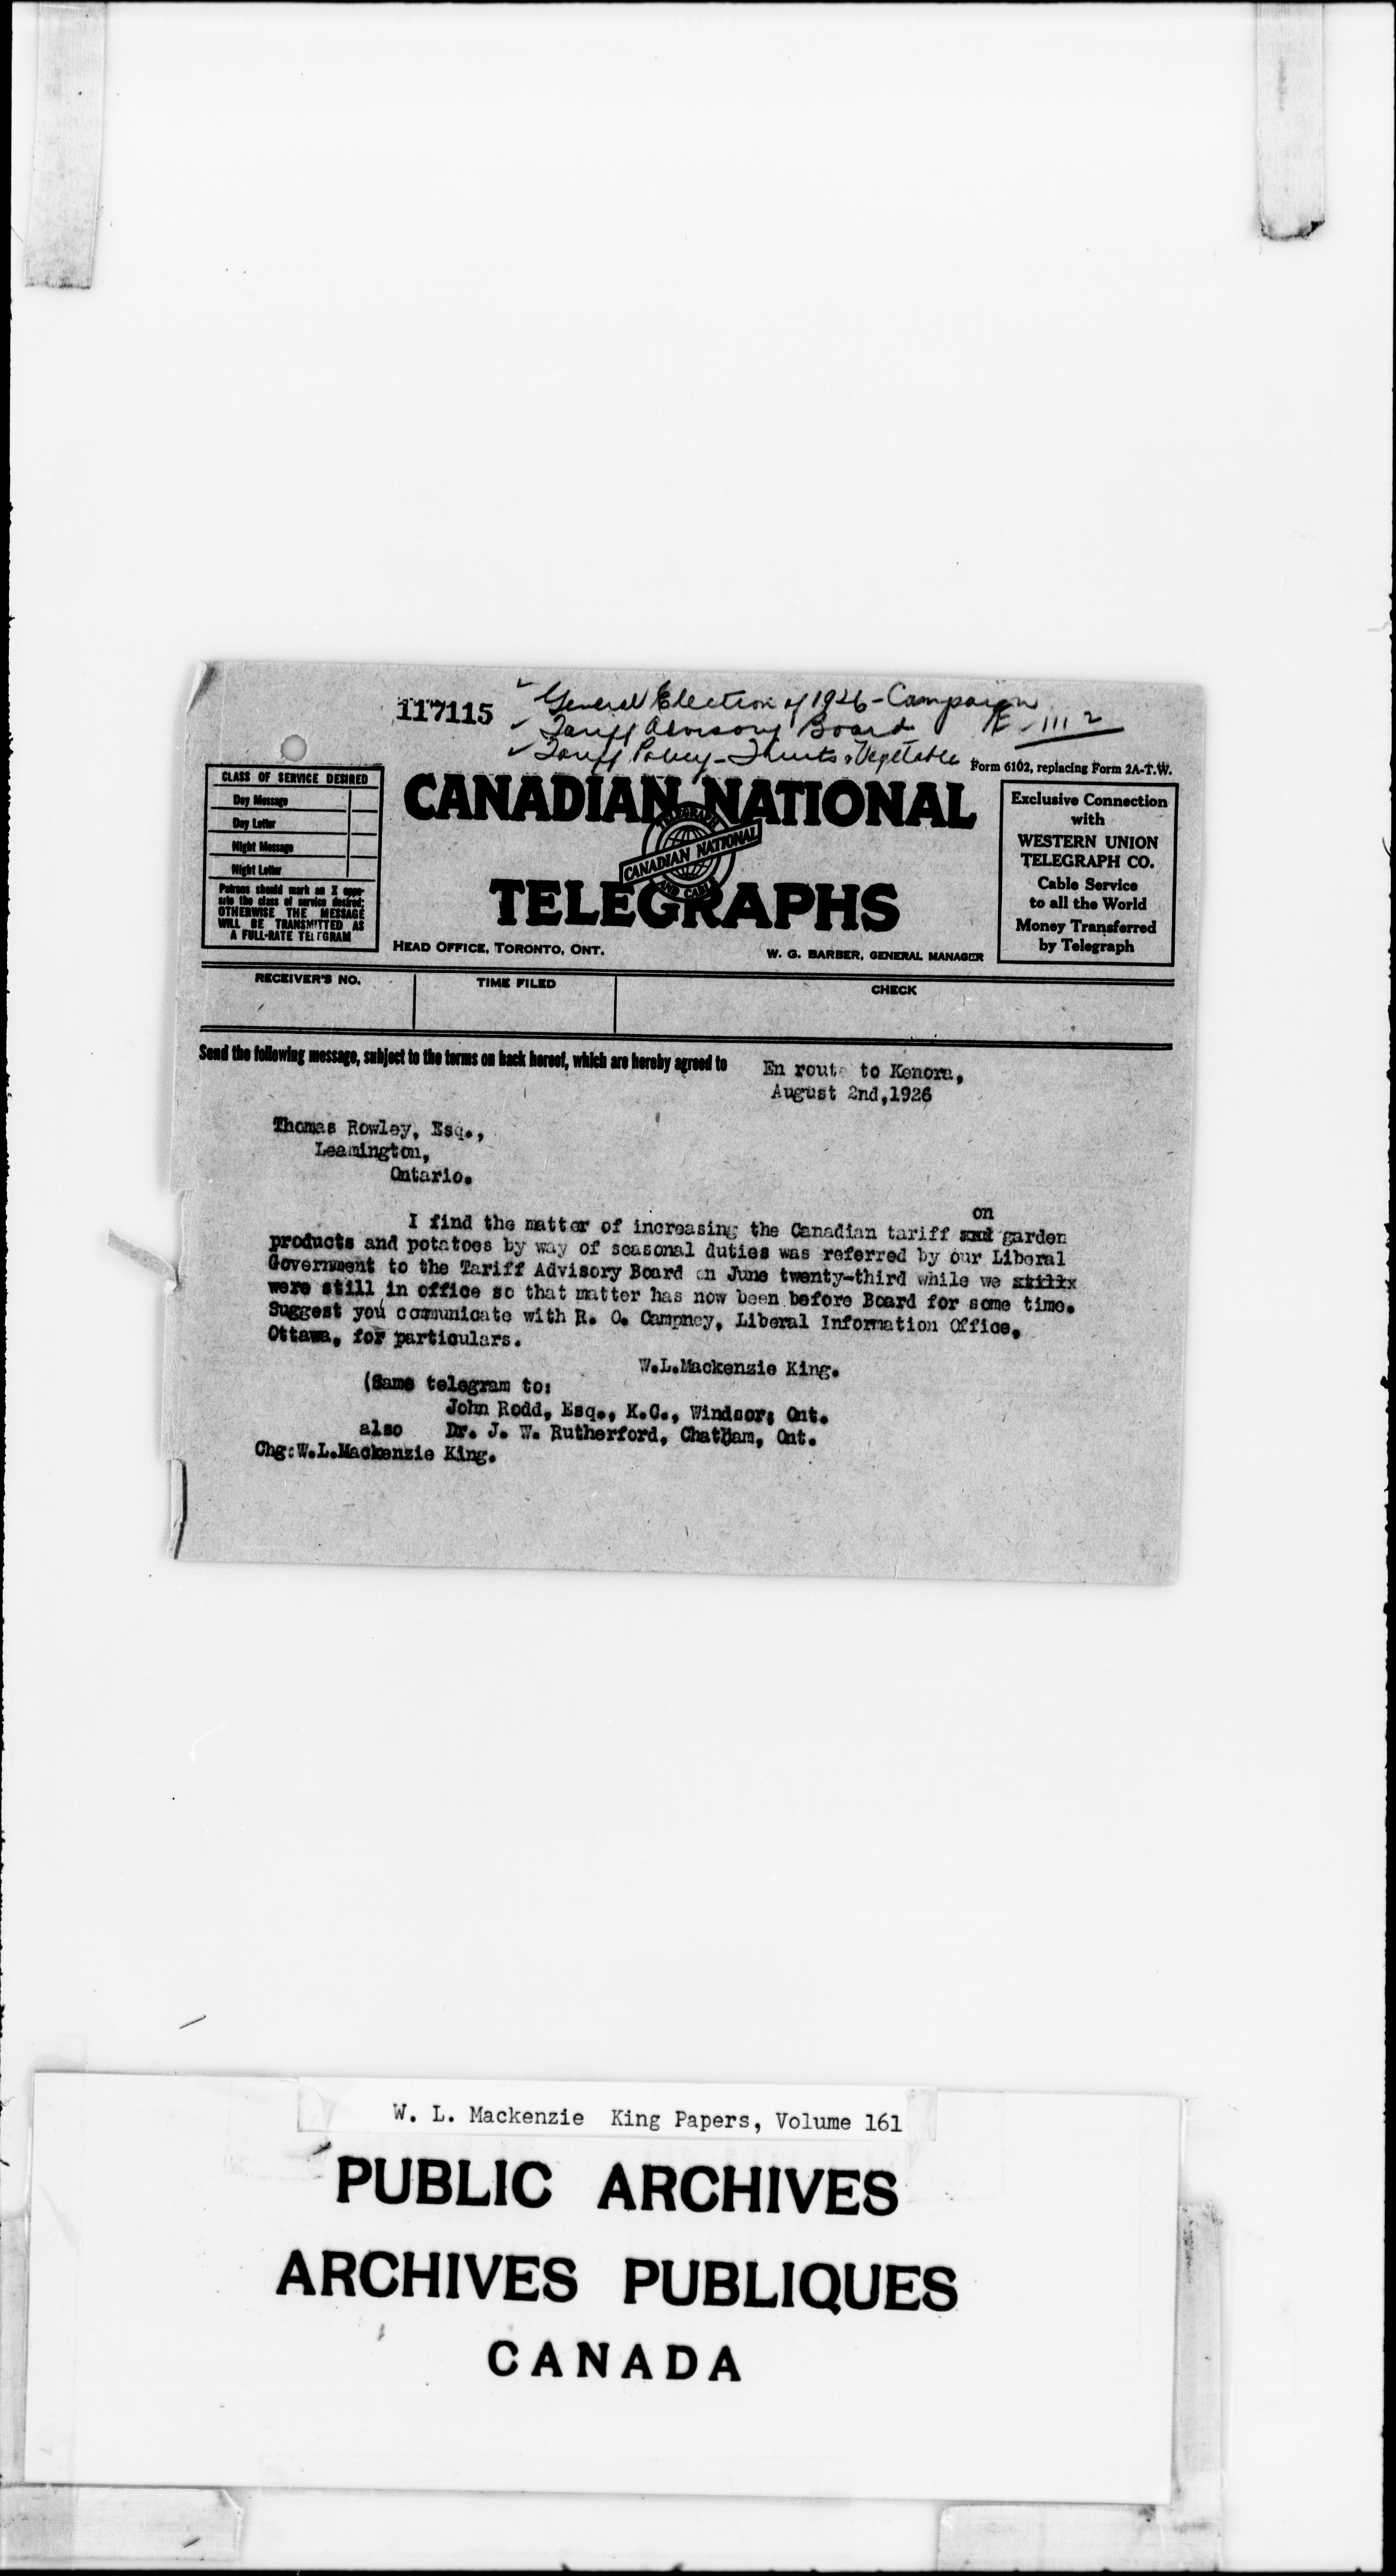 117115
General Election of 1926 - Campaign
Tariff Advisory Board
E-1112
Tariff Policy - Fruits & Vegetable
Form 6102, replacing Form 2A-T.W.
CLASS OF SERVICE DESIRED
Day Message
Day Letter
Night Message
Night Letter
Patrons should mark an X oppo-
site the class of service desired;
OTHERWISE THE MESSAGE
WILL BE TRANSMITTED AS
A FULL-RATE TELEGRAM
CANADIAN NATIONAL
TELEGRAPH
CANADIAN NATIONAL
AND CABLE
TELEGRAPHS
HEAD OFFICE, TORONTO, ONT.
W. G. BARBER, GENERAL MANAGER
Exclusive Connection
with
WESTERN UNION
TELEGRAPH CO.
Cable Service
to all the World
Money Transferred
by Telegraph
RECEIVER'S NO.
TIME FILED
CHECK
Send the following message, subject to the terms on back hereof, which are hereby agreed to
En route to Kenora,
August 2nd,1926
Thomas Rowley, Esq.,
Leamington,
Ontario.
on
I find the matter of increasing the Canadian tariff and garden
products and potatoes by way of seasonal duties was referred by our Liberal
Government to the Tariff Advisory Board on June twenty-third while we stillx
were still in office so that matter has now been before Board for some time.
Suggest you communicate with R. O. Campney, Liberal Information Office,
Ottawa, for particulars.
W.L.Mackenzie King.
(Same telegram to:
John Rodd, Esq., K.C., Windsor; Ont.
also Dr. J. W. Rutherford, Chatham, Ont.
Chg:W.L.Mackenzie King.
W. L. Mackenzie King Papers, Volume 161
PUBLIC ARCHIVES
ARCHIVES PUBLIQUES
CANADA